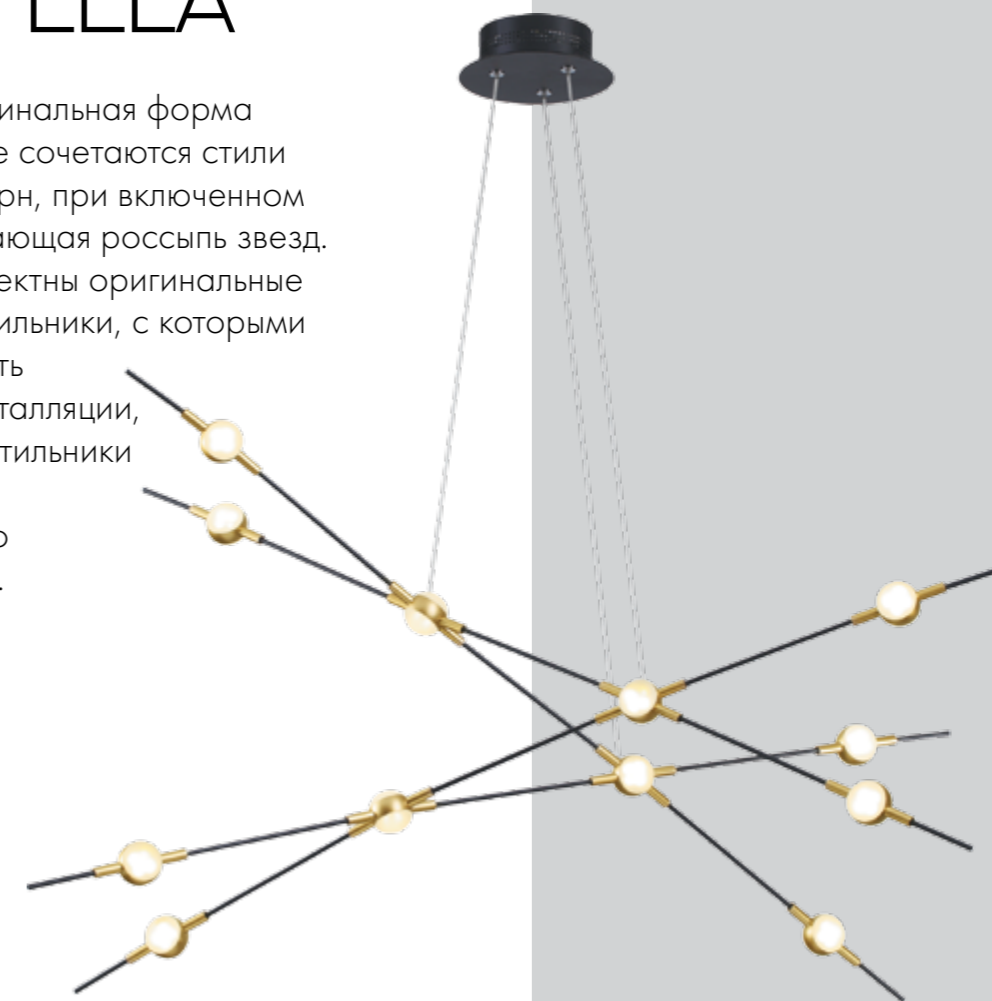 ELLA
инальная форма
е сочетаются стили
рн, при включенном
ающая россыпь звезд.
ектны оригинальные
ильники, с которыми
ть
талляции,
тильники
о
.